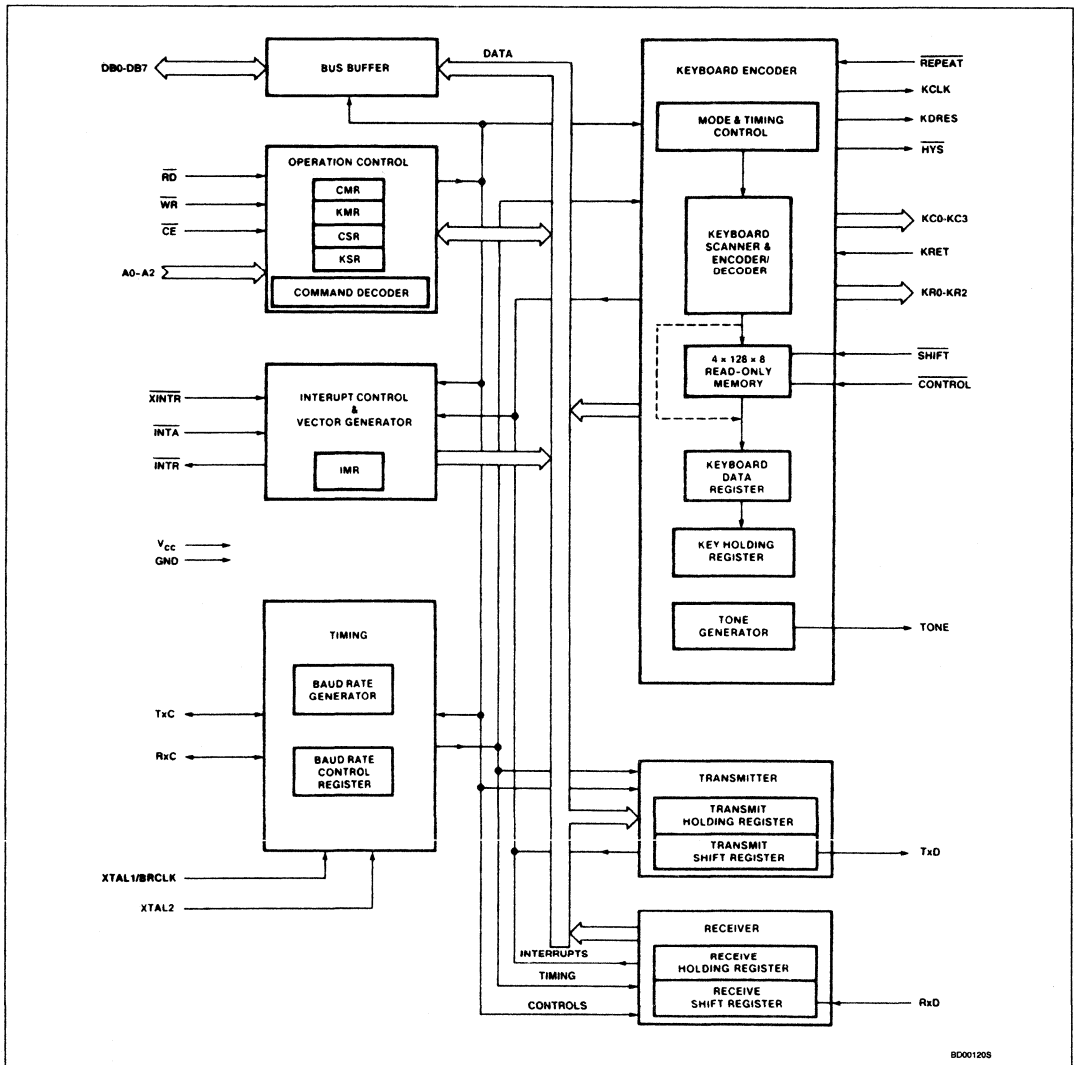 DATA
DB0-DB7
BUS BUFFER
OPERATION CONTROL
RD
WR
CE
A0-A2
CMR
KMR
CSR
KSR
COMMAND DECODER
XINTR
INTA
INTR
INTERUPT CONTROL
&
VECTOR GENERATOR
IMR
VCC
GND
TIMING
BAUD RATE
GENERATOR
BAUD RATE
CONTROL
REGISTER
TxC
RxC
XTAL1/BRCLK
XTAL2
KEYBOARD ENCODER
MODE & TIMING
CONTROL
KEYBOARD
SCANNER &
ENCODER/
DECODER
4 × 128 × 8
READ-ONLY
MEMORY
KEYBOARD
DATA
REGISTER
KEY HOLDING
REGISTER
TONE
GENERATOR
REPEAT
KCLK
KDRES
HYS
KC0-KC3
KRET
KR0-KR2
SHIFT
CONTROL
TONE
TRANSMITTER
TRANSMIT
HOLDING REGISTER
TRANSMIT
SHIFT REGISTER
TxD
RECEIVER
RECEIVE
HOLDING REGISTER
RECEIVE
SHIFT REGISTER
RxD
INTERRUPTS
TIMING
CONTROLS
BD00120S